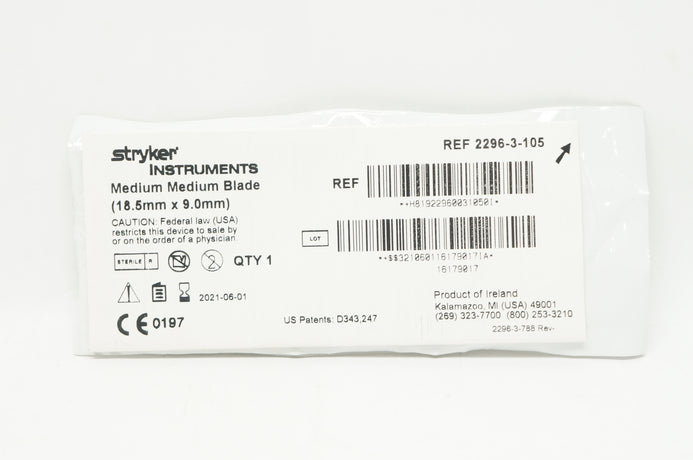 stryker
INSTRUMENTS
REF 2296-3-105
Medium Medium Blade
(18.5mm x 9.0mm)
REF
*+H819229600310501*
CAUTION: Federal law (USA)
restricts this device to sale by
or on the order of a physician
LOT
*+$$321060116179017IA*
16179017
STERILE R
2
QTY 1
2021-06-01
CE 0197
US Patents: D343,247
Product of Ireland
Kalamazoo, MI (USA) 49001
(269) 323-7700 (800) 253-3210
2296-3-788 Rev-